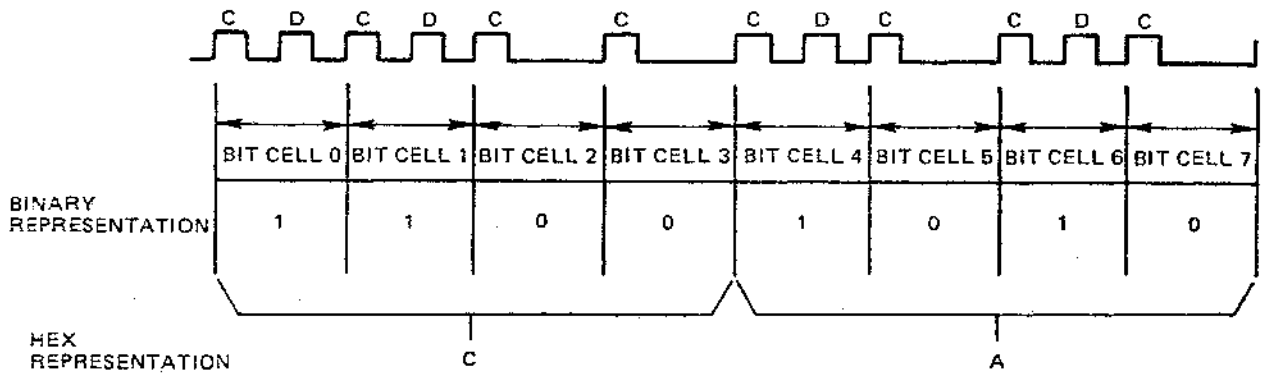 C D C D C C C D C C D C
BIT CELL 0 BIT CELL 1 BIT CELL 2 BIT CELL 3 BIT CELL 4 BIT CELL 5 BIT CELL 6 BIT CELL 7
BINARY
REPRESENTATION 1 1 0 0 1 0 1 0
HEX
REPRESENTATION C A